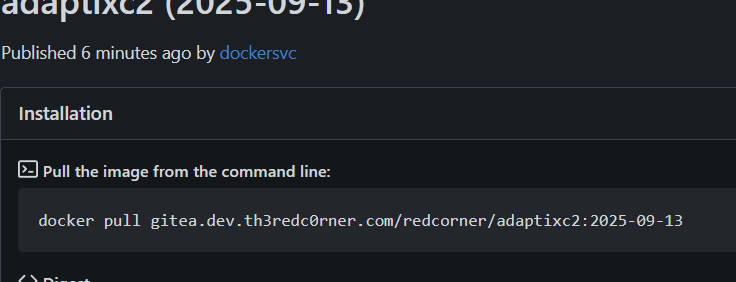 adaptixc2 (2025-09-13)
Published 6 minutes ago by dockersvc
Installation
Pull the image from the command line:
docker pull gitea.dev.th3redc0rner.com/redcorner/adaptixc2:2025-09-13
Digest